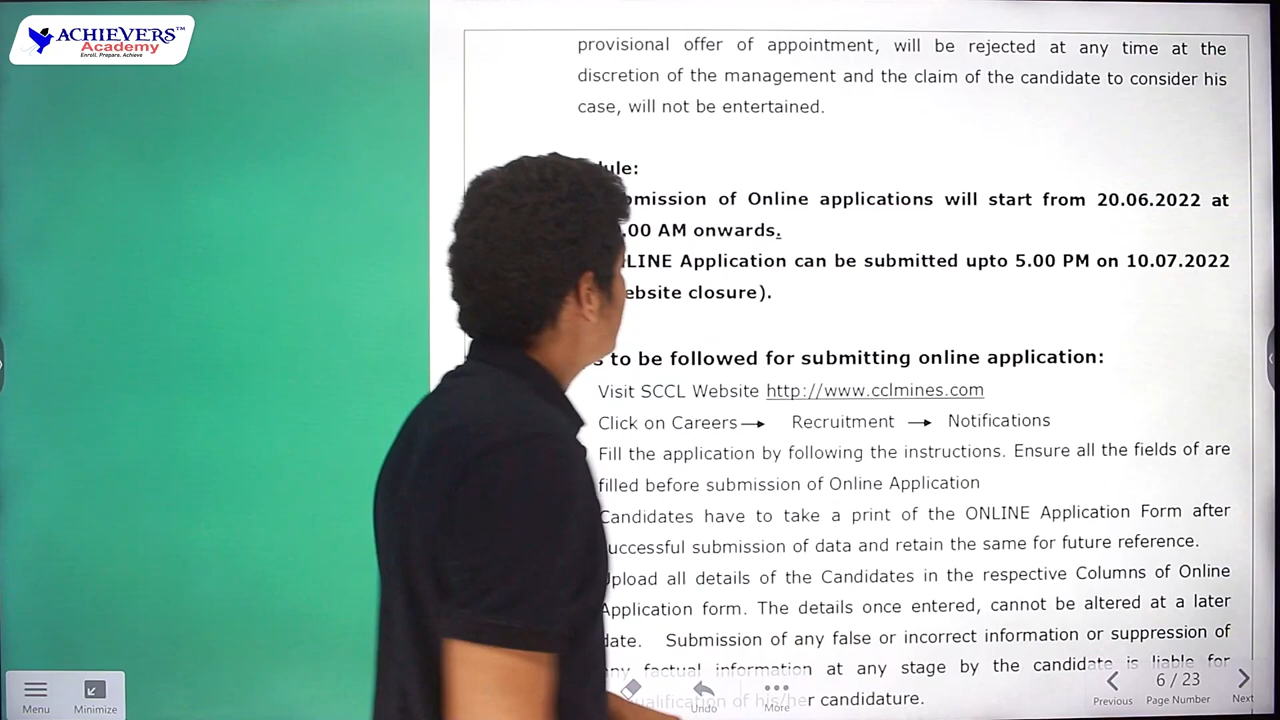 ACHIEVERS™
Academy
Enroll. Prepare. Achieve
provisional offer of appointment, will be rejected at any time at the
discretion of the management and the claim of the candidate to consider his
case, will not be entertained.
ule:
mission of Online applications will start from 20.06.2022 at
.00 AM onwards.
LINE Application can be submitted upto 5.00 PM on 10.07.2022
ebsite closure).
s to be followed for submitting online application:
Visit SCCL Website http://www.cclmines.com
Click on Careers → Recruitment → Notifications
Fill the application by following the instructions. Ensure all the fields of are
filled before submission of Online Application
Candidates have to take a print of the ONLINE Application Form after
uccessful submission of data and retain the same for future reference.
Upload all details of the Candidates in the respective Columns of Online
Application form. The details once entered, cannot be altered at a later
date. Submission of any false or incorrect information or suppression of
ny factual information at any stage by the candidate is liable for
ualification of his/her candidature.
Menu
Minimize
Undo
More
Previous
6 / 23
Page Number
Next